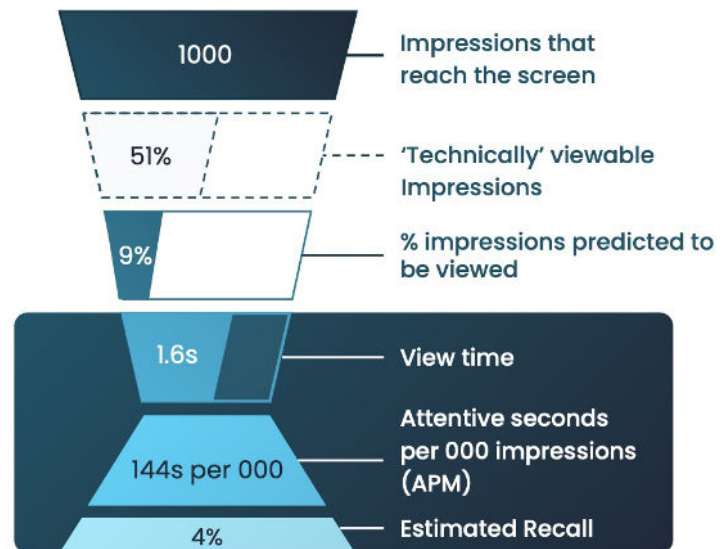 1000
Impressions that
reach the screen
51%
‘Technically’ viewable
Impressions
9%
% impressions predicted to
be viewed
1.6s
View time
144s per 000
Attentive seconds
per 000 impressions
(APM)
4%
Estimated Recall